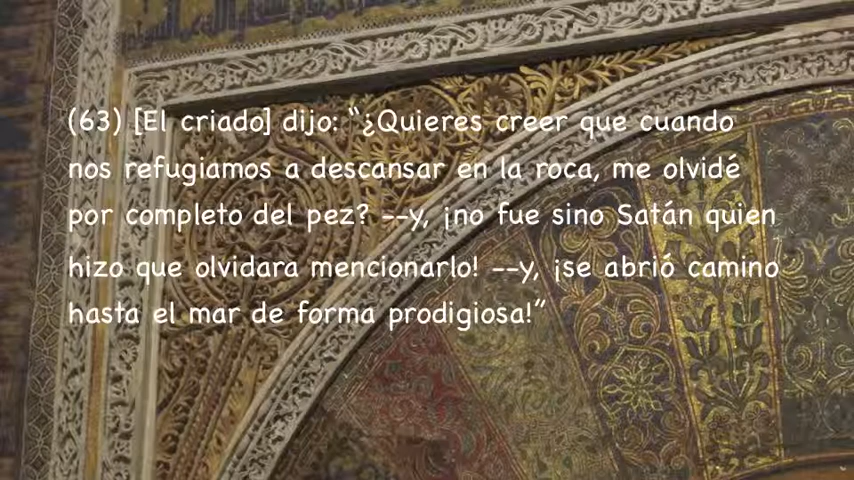 (63) [El criado] dijo: “¿Quieres creer que cuando
nos refugiamos a descansar en la roca, me olvidé
por completo del pez? --y, ¡no fue sino Satán quien
hizo que olvidara mencionarlo! --y, ¡se abrió camino
hasta el mar de forma prodigiosa!”